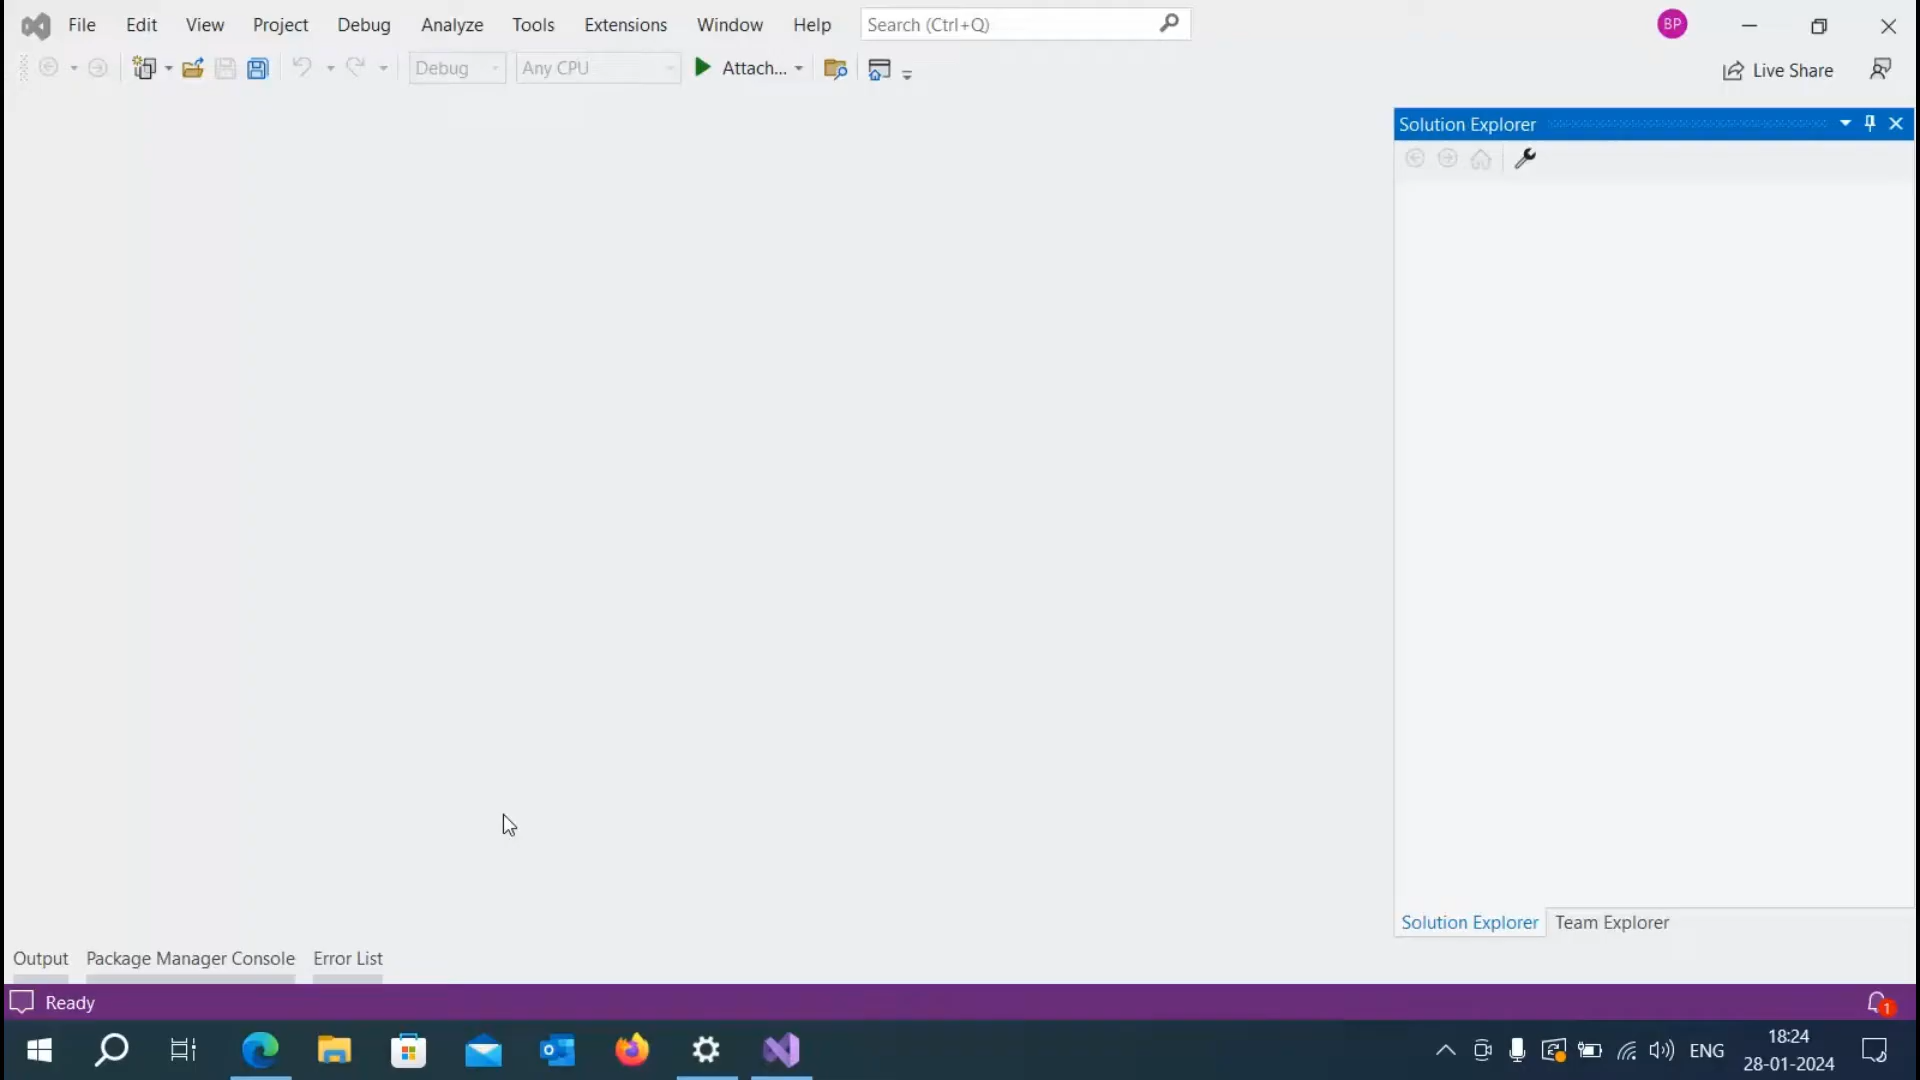 File Edit View Project Debug Analyze Tools Extensions Window Help Search (Ctrl+Q) BP
Debug Any CPU Attach... Live Share
Solution Explorer
Solution Explorer Team Explorer
Output Package Manager Console Error List
Ready 1
ENG 18:24
28-01-2024